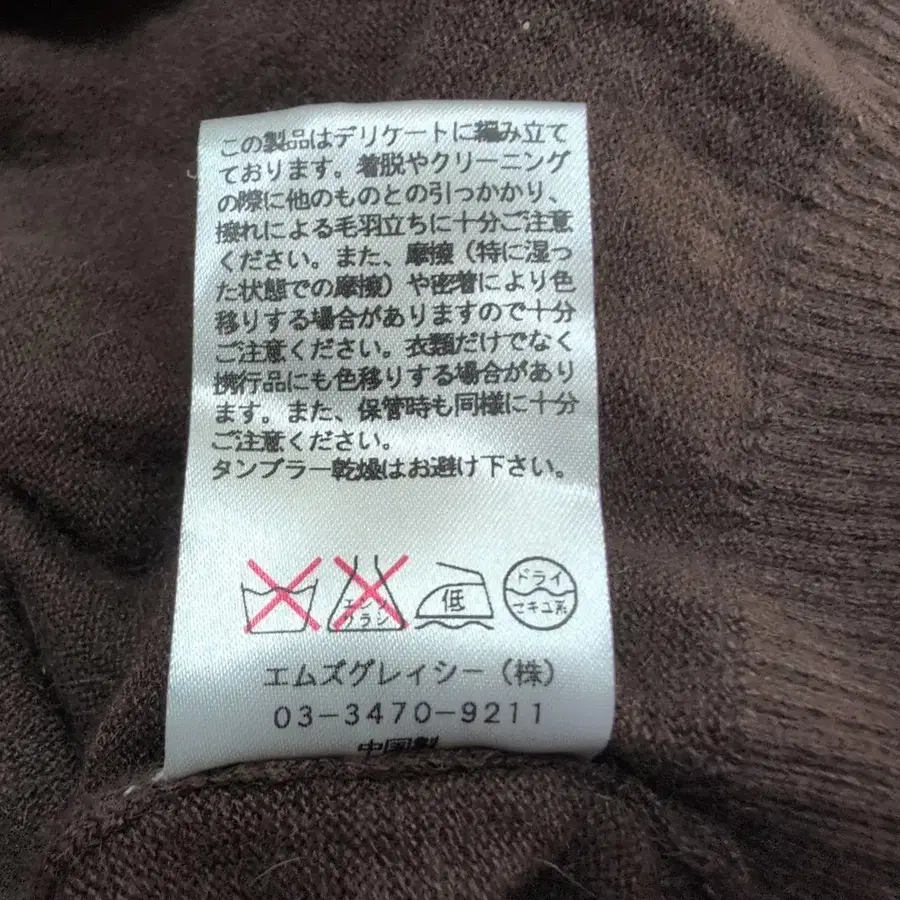 この製品はデリケートに編み立て
ております。着脱やクリーニング
の際に他のものとの引っかかり、
擦れによる毛羽立ちに十分ご注意
ください。また、摩擦（特に湿っ
た状態での摩擦）や密着により色
移りする場合がありますので十分
ご注意ください。衣類だけでなく
携行品にも色移りする場合があり
ます。また、保管時も同様に十分
ご注意ください。
タンブラー乾燥はお避け下さい。
エンソ
サラシ
低
ドライ
セキユ系
エムズグレイシー（株）
03-3470-9211
中国製